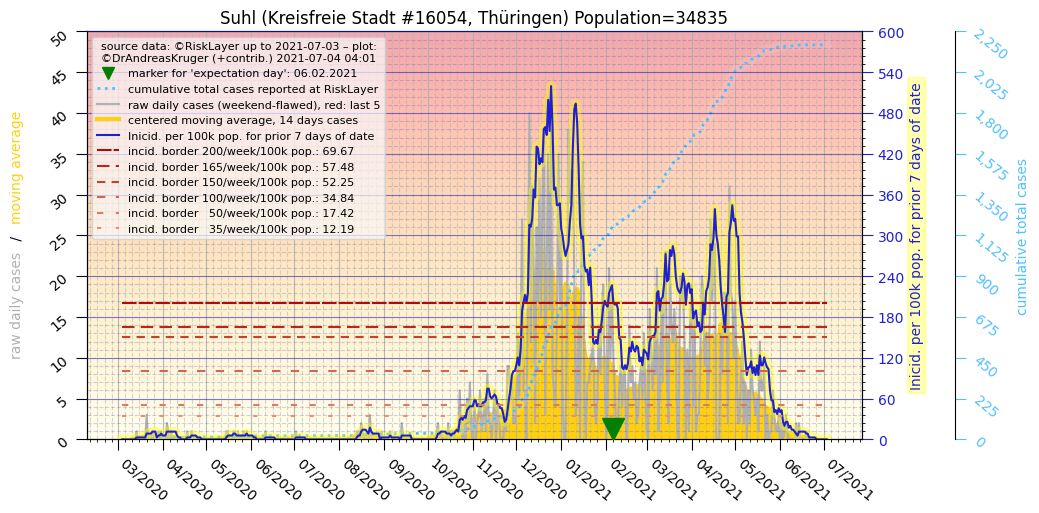 Suhl (Kreisfreie Stadt #16054, Thüringen) Population=34835
source data: ©RiskLayer up to 2021-07-03 – plot:
©DrAndreasKruger (+contrib.) 2021-07-04 04:01
marker for 'expectation day': 06.02.2021
cumulative total cases reported at RiskLayer
raw daily cases (weekend-flawed), red: last 5
centered moving average, 14 days cases
Inicid. per 100k pop. for prior 7 days of date
incid. border 200/week/100k pop.: 69.67
incid. border 165/week/100k pop.: 57.48
incid. border 150/week/100k pop.: 52.25
incid. border 100/week/100k pop.: 34.84
incid. border   50/week/100k pop.: 17.42
incid. border   35/week/100k pop.: 12.19
raw daily cases   /   moving average
50
45
40
35
30
25
20
15
10
5
0
03/2020
04/2020
05/2020
06/2020
07/2020
08/2020
09/2020
10/2020
11/2020
12/2020
01/2021
02/2021
03/2021
04/2021
05/2021
06/2021
07/2021
600
540
480
420
360
300
240
180
120
60
0
Inicid. per 100k pop. for prior 7 days of date
2,250
2,025
1,800
1,575
1,350
1,125
900
675
450
225
0
cumulative total cases